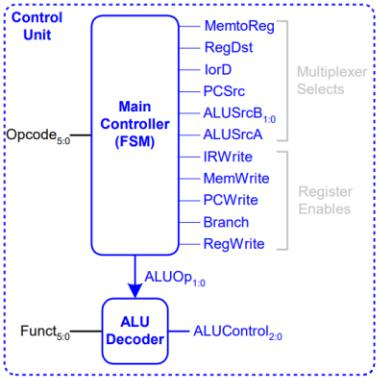 Control
Unit
Main
Controller
(FSM)
Opcode5:0
MemtoReg
RegDst
IorD
PCSrc
ALUSrcB1:0
ALUSrcA
Multiplexer
Selects
IRWrite
MemWrite
PCWrite
Branch
RegWrite
Register
Enables
ALUOp1:0
Funct5:0
ALU
Decoder
ALUControl2:0